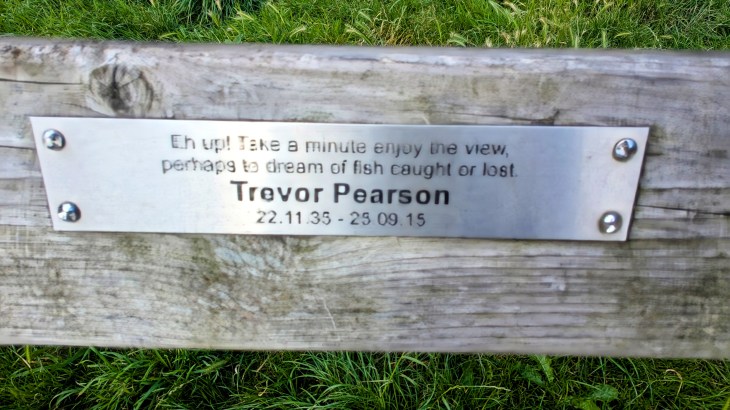 Eh up! Take a minute enjoy the view,
perhaps to dream of fish caught or lost.
Trevor Pearson
22.11.35 - 25.09.15